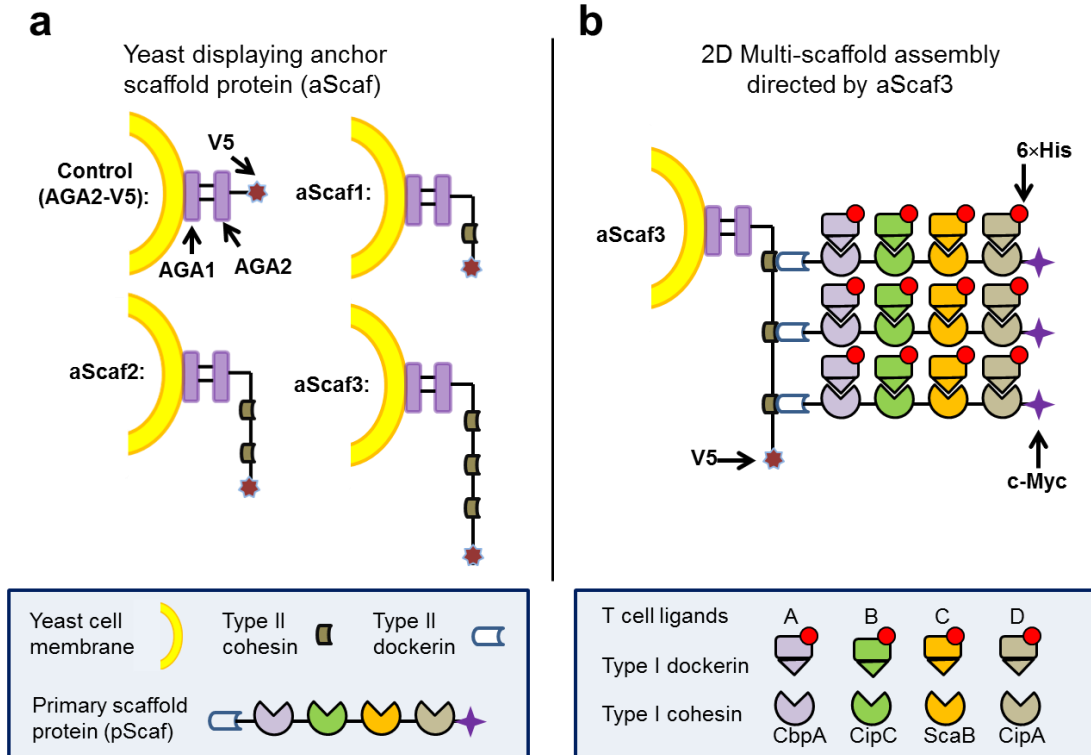 a
Yeast displaying anchor
scaffold protein (aScaf)
V5
Control
(AGA2-V5):
AGA1
AGA2
aScaf1:
aScaf2:
aScaf3:
b
2D Multi-scaffold assembly
directed by aScaf3
6×His
aScaf3
V5
c-Myc
Yeast cell
membrane
Type II
cohesin
Type II
dockerin
Primary scaffold
protein (pScaf)
T cell ligands A B C D
Type I dockerin
Type I cohesin
CbpA CipC ScaB CipA